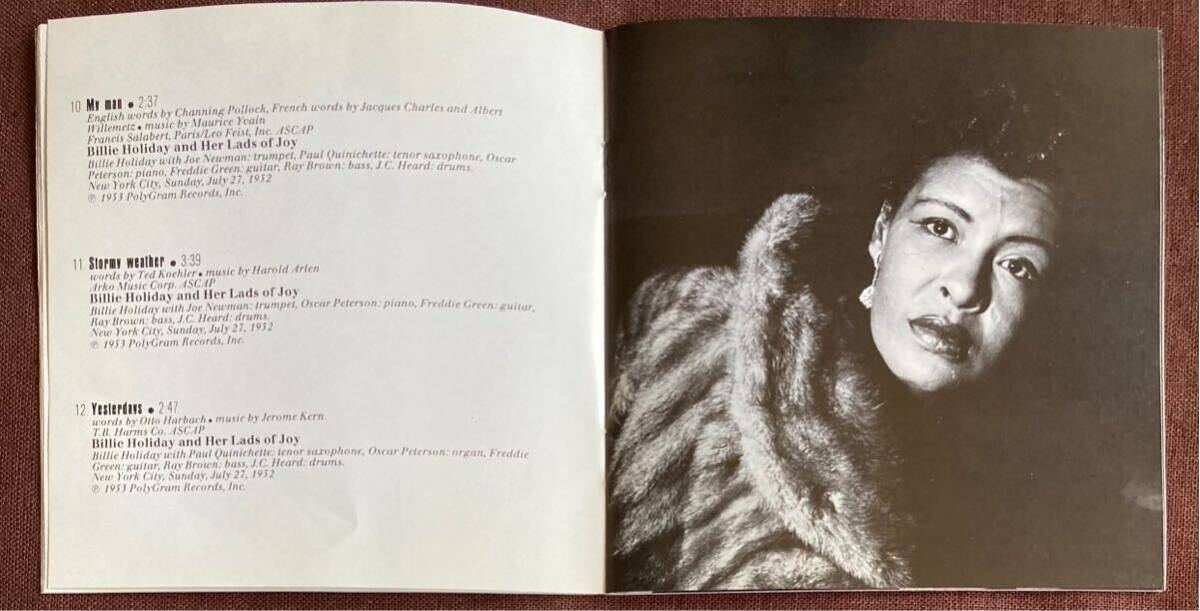 10 My man • 2:37
English words by Channing Pollock, French words by Jacques Charles and Albert
Willemetz • music by Maurice Yvain
Francis Salabert, Paris/Leo Feist, Inc. ASCAP
Billie Holiday and Her Lads of Joy
Billie Holiday with Joe Newman: trumpet, Paul Quinichette: tenor saxophone, Oscar
Peterson: piano, Freddie Green: guitar, Ray Brown: bass, J.C. Heard: drums.
New York City, Sunday, July 27, 1952
℗ 1953 PolyGram Records, Inc.
11 Stormy weather • 3:39
words by Ted Koehler • music by Harold Arlen
Arko Music Corp. ASCAP
Billie Holiday and Her Lads of Joy
Billie Holiday with Joe Newman: trumpet, Oscar Peterson: piano, Freddie Green: guitar,
Ray Brown: bass, J.C. Heard: drums.
New York City, Sunday, July 27, 1952
℗ 1953 PolyGram Records, Inc.
12 Yesterdays • 2:47
words by Otto Harbach • music by Jerome Kern
T.B. Harms Co. ASCAP
Billie Holiday and Her Lads of Joy
Billie Holiday with Paul Quinichette: tenor saxophone, Oscar Peterson: organ, Freddie
Green: guitar, Ray Brown: bass, J.C. Heard: drums.
New York City, Sunday, July 27, 1952
℗ 1953 PolyGram Records, Inc.